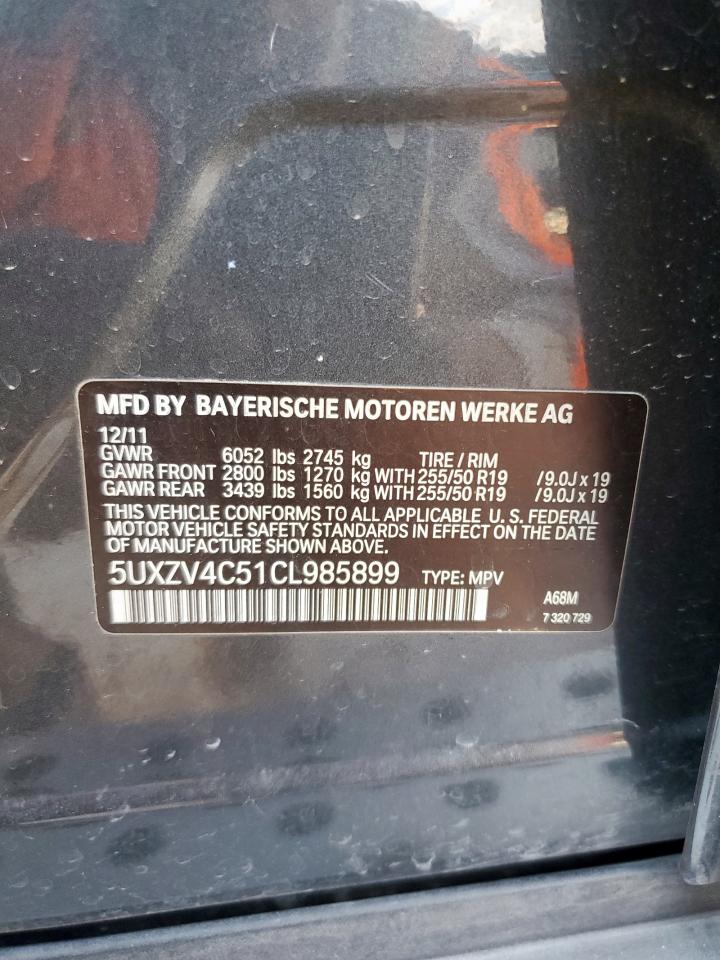 MFD BY BAYERISCHE MOTOREN WERKE AG
12/11
GVWR 6052 lbs 2745 kg TIRE / RIM
GAWR FRONT 2800 lbs 1270 kg WITH 255/50 R19 /9.0J x 19
GAWR REAR 3439 lbs 1560 kg WITH 255/50 R19 /9.0J x 19
THIS VEHICLE CONFORMS TO ALL APPLICABLE U. S. FEDERAL
MOTOR VEHICLE SAFETY STANDARDS IN EFFECT ON THE DATE
OF MANUFACTURE SHOWN ABOVE.
5UXZV4C51CL985899 TYPE: MPV
A68M
7 320 729